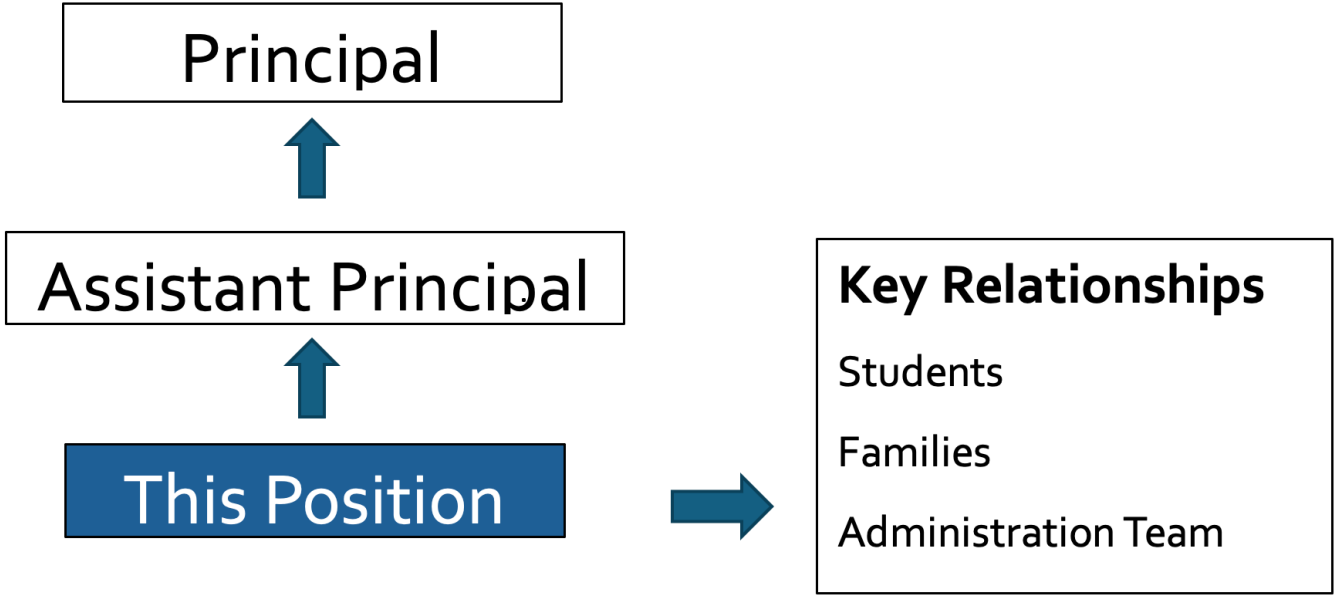 Principal
Assistant Principal
This Position
Key Relationships
Students
Families
Administration Team